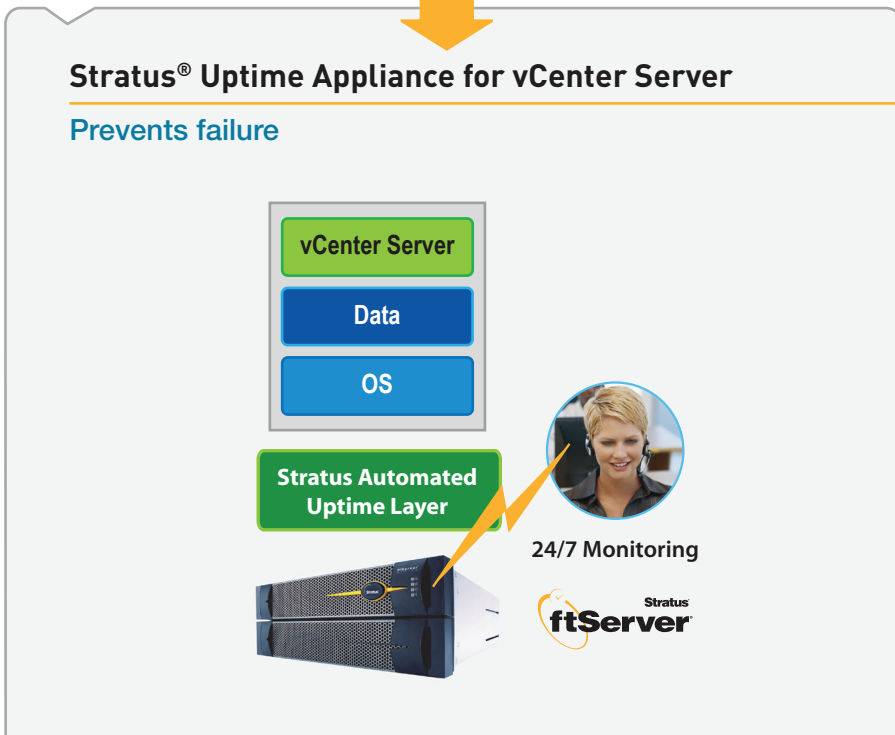 Stratus® Uptime Appliance for vCenter Server
Prevents failure
vCenter Server
Data
OS
Stratus Automated
Uptime Layer
Stratus
24/7 Monitoring
Stratus
ftServer